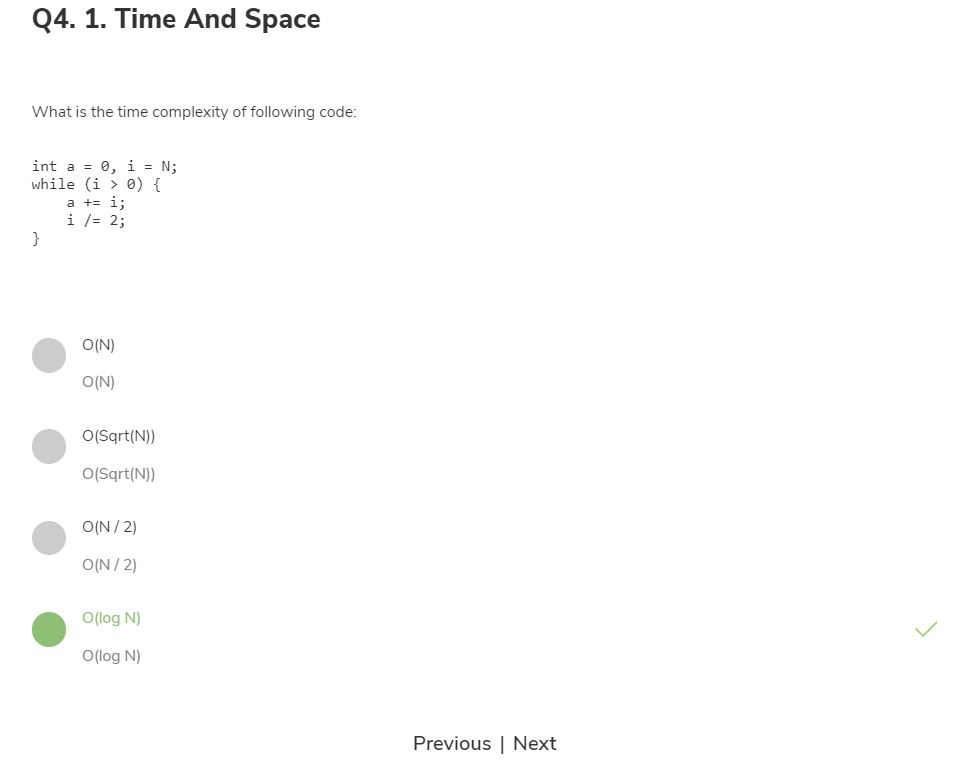 Q4. 1. Time And Space
What is the time complexity of following code:
int a = 0, i = N;
while (i > 0) {
    a += i;
    i /= 2;
}
O(N)
O(N)
O(Sqrt(N))
O(Sqrt(N))
O(N / 2)
O(N / 2)
O(log N)
O(log N)
Previous | Next